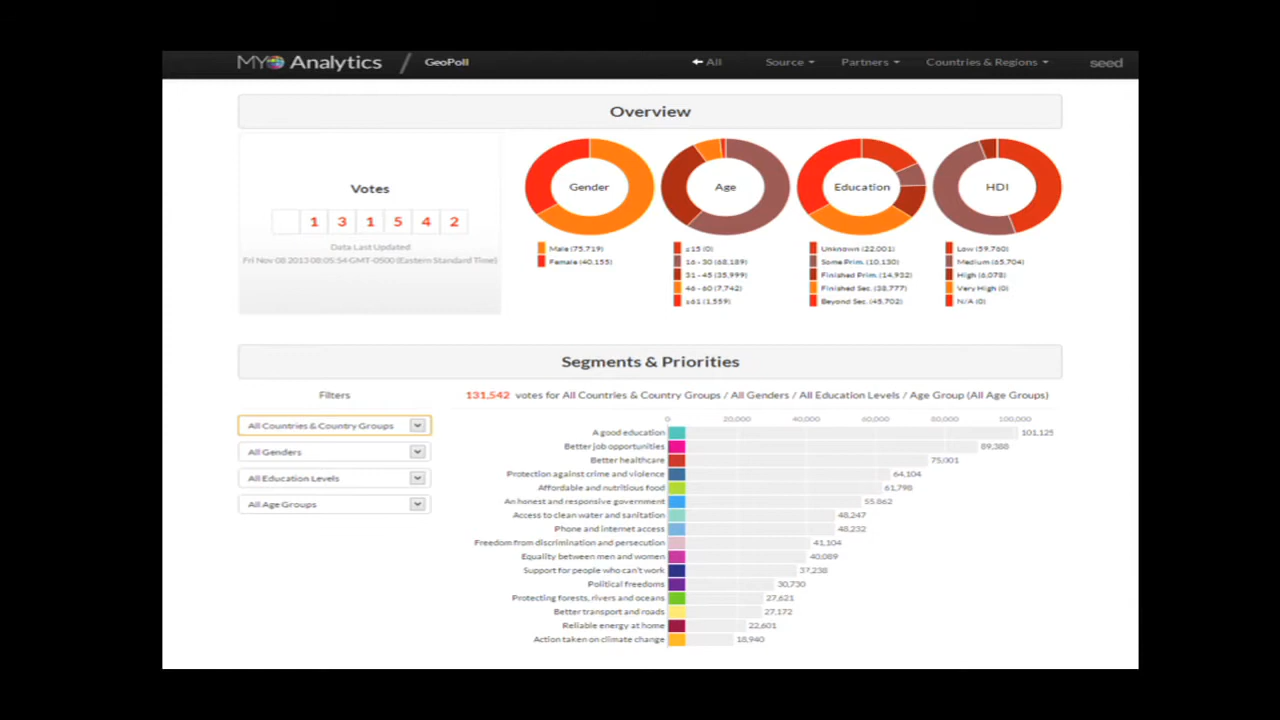 MY Analytics / GeoPoll All Source Partners Countries & Regions seed
Overview
Votes
1 3 1 5 4 2
Data Last Updated
Fri Nov 08 2013 08:05:54 GMT-0500 (Eastern Standard Time)
Gender
Male (75,719)
Female (40,155)
Age
≤15 (0)
16 - 30 (68,189)
31 - 45 (35,999)
46 - 60 (7,742)
≥61 (1,559)
Education
Unknown (22,001)
Some Prim. (10,130)
Finished Prim. (14,932)
Finished Sec. (38,777)
Beyond Sec. (45,702)
HDI
Low (59,760)
Medium (65,704)
High (6,078)
Very High (0)
N/A (0)
Segments & Priorities
Filters
All Countries & Country Groups
All Genders
All Education Levels
All Age Groups
131,542 votes for All Countries & Country Groups / All Genders / All Education Levels / Age Group (All Age Groups)
0 20,000 40,000 60,000 80,000 100,000
A good education 101,125
Better job opportunities 89,388
Better healthcare 75,001
Protection against crime and violence 64,104
Affordable and nutritious food 61,798
An honest and responsive government 55,862
Access to clean water and sanitation 48,247
Phone and internet access 48,232
Freedom from discrimination and persecution 41,104
Equality between men and women 40,089
Support for people who can't work 37,238
Political freedoms 30,730
Protecting forests, rivers and oceans 27,621
Better transport and roads 27,172
Reliable energy at home 22,601
Action taken on climate change 18,940